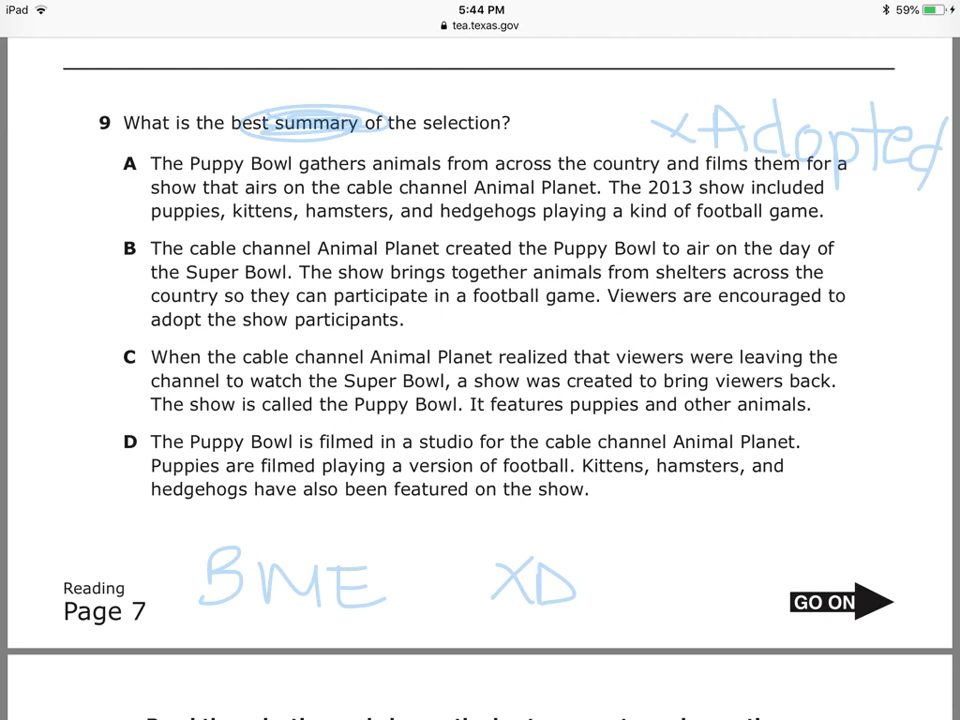 iPad 5:44 PM 59%
tea.texas.gov
9 What is the best summary of the selection?
xAdopted
A The Puppy Bowl gathers animals from across the country and films them for a
show that airs on the cable channel Animal Planet. The 2013 show included
puppies, kittens, hamsters, and hedgehogs playing a kind of football game.
B The cable channel Animal Planet created the Puppy Bowl to air on the day of
the Super Bowl. The show brings together animals from shelters across the
country so they can participate in a football game. Viewers are encouraged to
adopt the show participants.
C When the cable channel Animal Planet realized that viewers were leaving the
channel to watch the Super Bowl, a show was created to bring viewers back.
The show is called the Puppy Bowl. It features puppies and other animals.
D The Puppy Bowl is filmed in a studio for the cable channel Animal Planet.
Puppies are filmed playing a version of football. Kittens, hamsters, and
hedgehogs have also been featured on the show.
BME XD
Reading
Page 7
GO ON